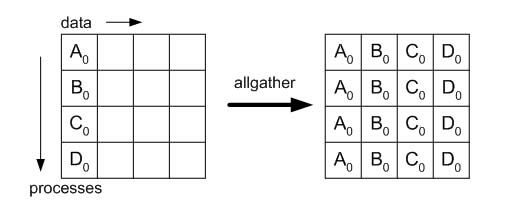 data
A0 A0 B0 C0 D0
B0 allgather A0 B0 C0 D0
C0 A0 B0 C0 D0
D0 A0 B0 C0 D0
processes